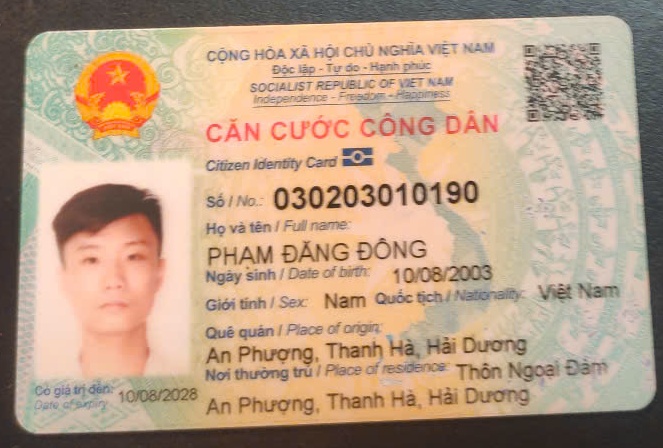 CỘNG HÒA XÃ HỘI CHỦ NGHĨA VIỆT NAM
Độc lập - Tự do - Hạnh phúc
SOCIALIST REPUBLIC OF VIET NAM
Independence - Freedom - Happiness
CĂN CƯỚC CÔNG DÂN
Citizen Identity Card
Số / No.: 030203010190
Họ và tên / Full name:
PHẠM ĐĂNG ĐÔNG
Ngày sinh / Date of birth: 10/08/2003
Giới tính / Sex: Nam Quốc tịch / Nationality: Việt Nam
Quê quán / Place of origin:
An Phượng, Thanh Hà, Hải Dương
Nơi thường trú / Place of residence: Thôn Ngoại Đàm
An Phượng, Thanh Hà, Hải Dương
Có giá trị đến: 10/08/2028
Date of expiry